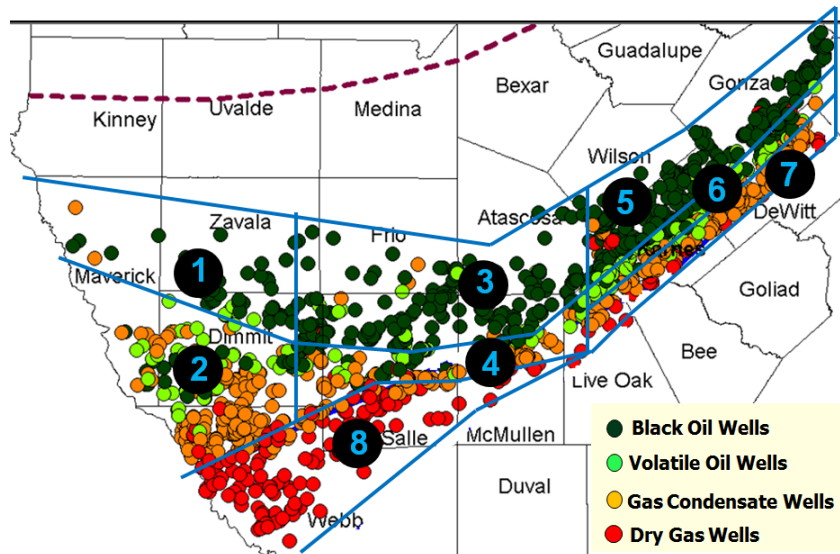 Guadalupe
Bexar
Gonzal
Kinney
Uvalde
Medina
Wilson
7
6
5
DeWitt
Zavala
Frio
Atascosa
1
Maverick
3
Goliad
Dimmit
2
4
Bee
Live Oak
8
Salle
McMullen
Duval
Webb
Black Oil Wells
Volatile Oil Wells
Gas Condensate Wells
Dry Gas Wells